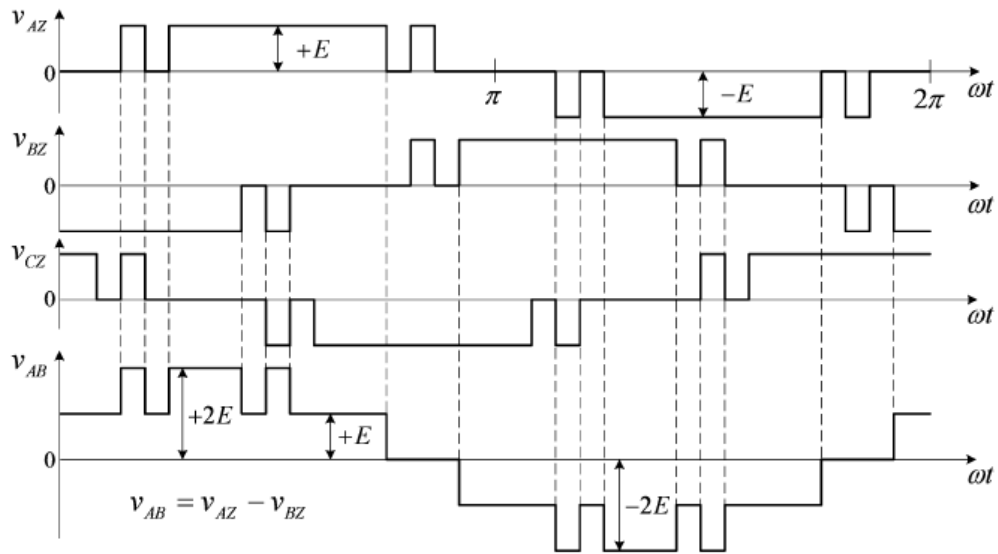 v_AZ
+E
0
π
−E
2π
ωt
v_BZ
0
ωt
v_CZ
0
ωt
v_AB
+2E
+E
0
−2E
ωt
v_AB = v_AZ − v_BZ